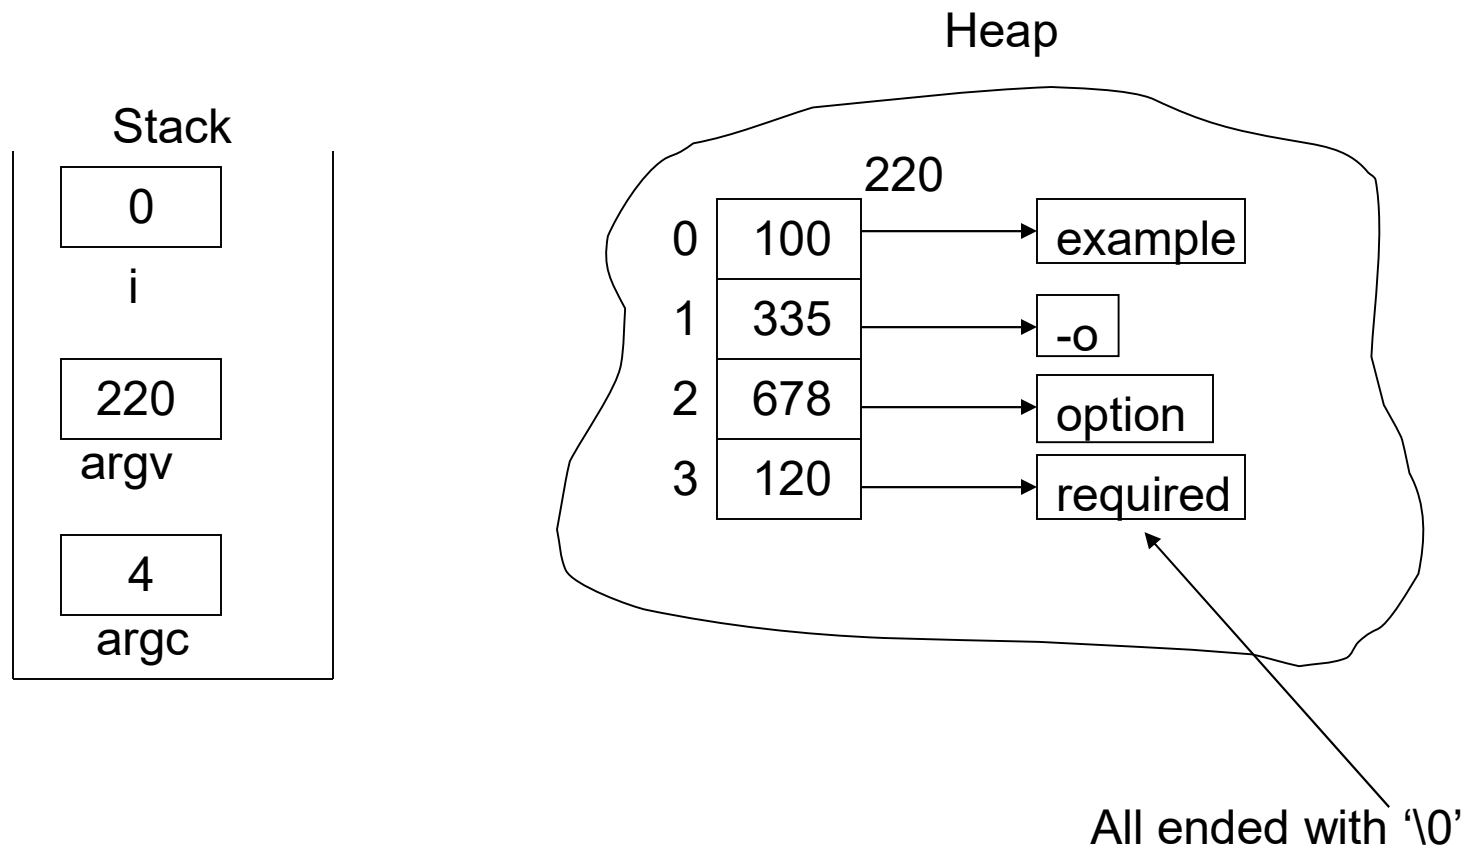 Heap
Stack
0
i
220
argv
4
argc
220
0 100 example
1 335 -o
2 678 option
3 120 required
All ended with ‘\0’